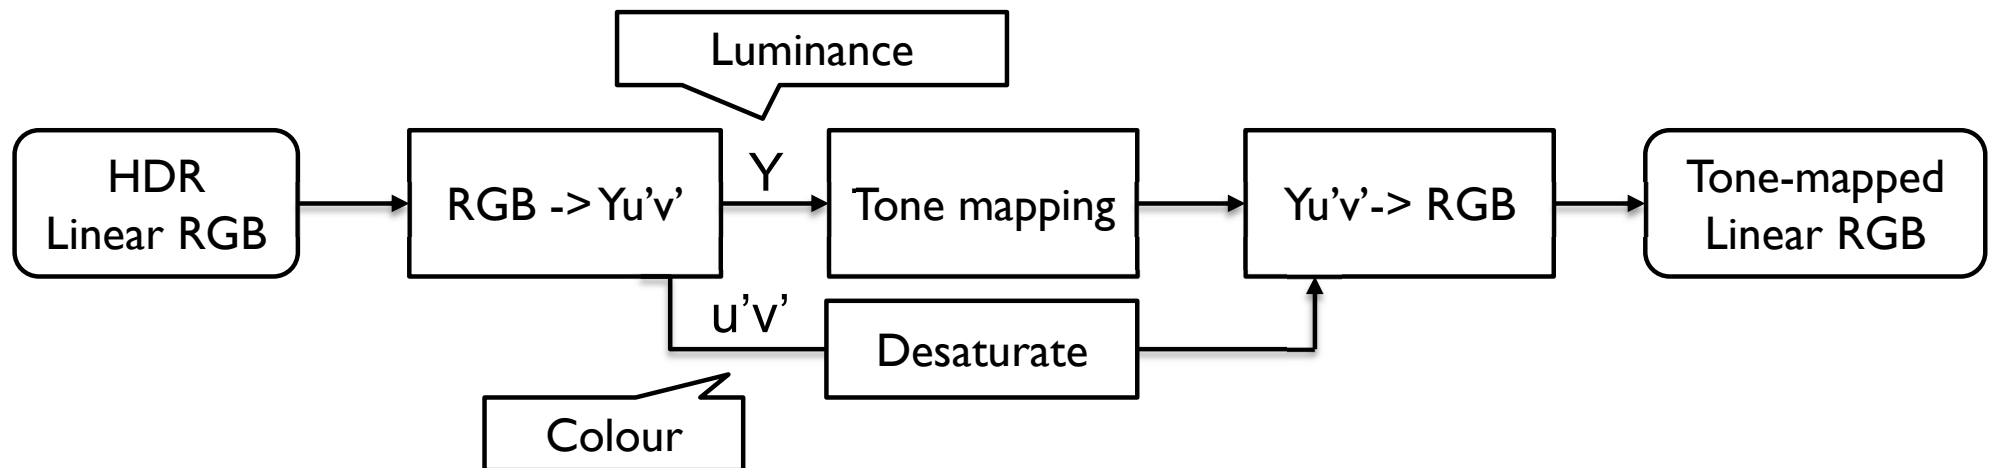 Luminance
HDR
Linear RGB
RGB -> Yu'v'
Y
Tone mapping
Yu'v'-> RGB
Tone-mapped
Linear RGB
u'v'
Desaturate
Colour